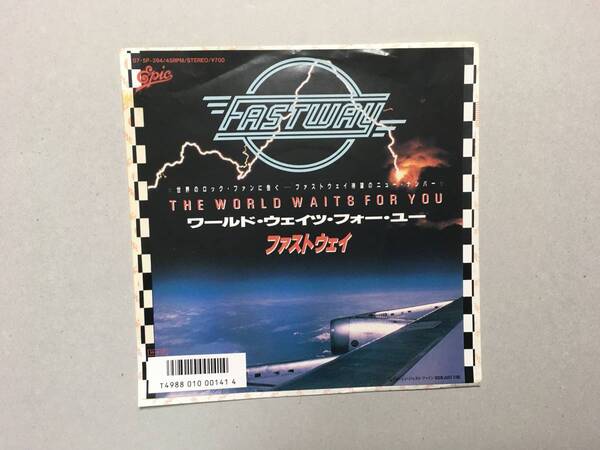 07・5P-394/45RPM/STEREO/¥700
Epic
FASTWAY
世界のロック・ファンに捧く——ファストウェイ待望のニュー・ナンバー
THE WORLD WAITS FOR YOU
ワールド・ウェイツ・フォー・ユー
ファストウェイ
T4988 010 00141 4